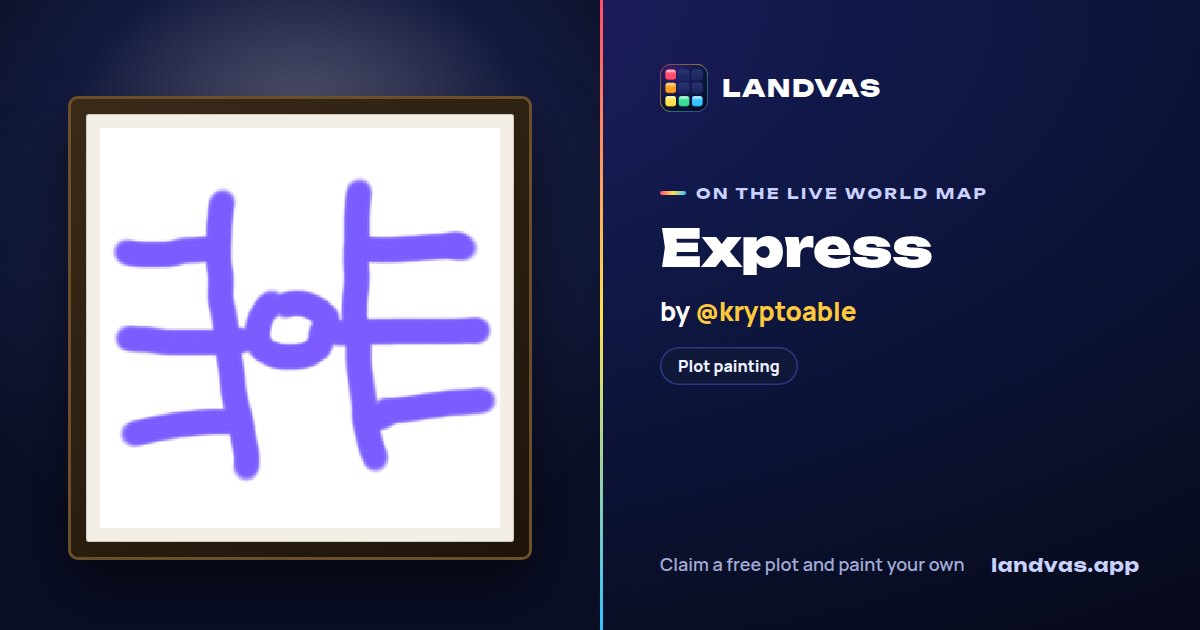 LANDVAS
ON THE LIVE WORLD MAP
Express
by @kryptoable
Plot painting
Claim a free plot and paint your own landvas.app